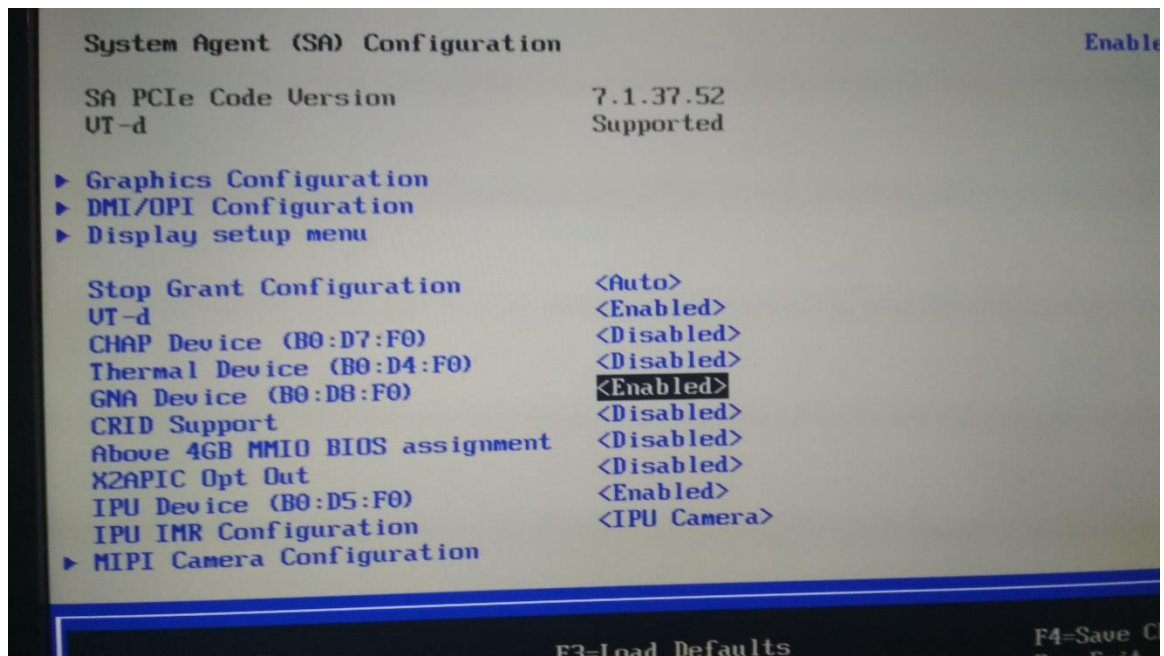 System Agent (SA) Configuration
SA PCIe Code Version 7.1.37.52
VT-d Supported
Graphics Configuration
DMI/OPI Configuration
Display setup menu
Stop Grant Configuration <Auto>
VT-d <Enabled>
CHAP Device (B0:D7:F0) <Disabled>
Thermal Device (B0:D4:F0) <Disabled>
GNA Device (B0:D8:F0) <Enabled>
CRID Support <Disabled>
Above 4GB MMIO BIOS assignment <Disabled>
X2APIC Opt Out <Disabled>
IPU Device (B0:D5:F0) <Enabled>
IPU IMR Configuration <IPU Camera>
MIPI Camera Configuration
F3=Load Defaults F4=Save